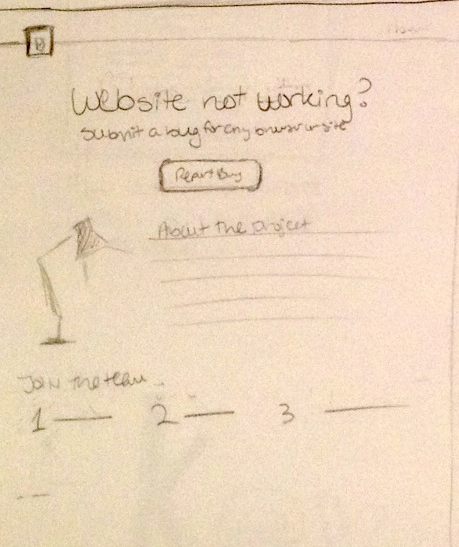 Website not working?
Submit a bug for any browser or site
Report Bug
About the project
Join the team...
1
2
3